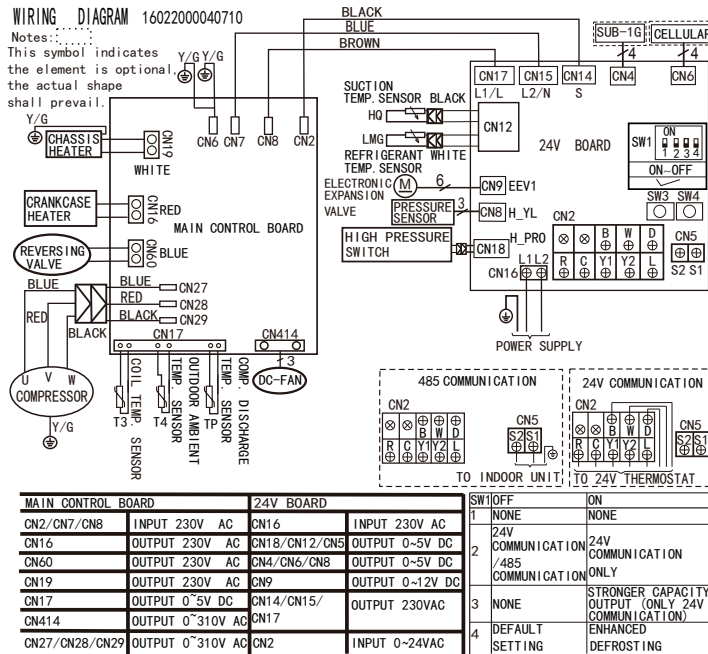 WIRING DIAGRAM 16022000040710
Notes:
This symbol indicates
the element is optional,
the actual shape
shall prevail.
BLACK
BLUE
BROWN
SUB-1G
CELLULAR
4
4
Y/G Y/G
CN6 CN7 CN8 CN2
CN17 CN15 CN14 CN4 CN6
L1/L L2/N S
Y/G
CHASSIS
HEATER
CN19
WHITE
CRANKCASE
HEATER
CN16
RED
MAIN CONTROL BOARD
REVERSING
VALVE
CN60
BLUE
BLUE
RED
BLACK
BLUE
RED
BLACK
CN27
CN28
CN29
CN17
CN414
3
DC-FAN
U V W
COMPRESSOR
Y/G
T3
COIL TEMP. SENSOR
T4
OUTDOOR AMBIENT
TEMP. SENSOR
TP
COMP. DISCHARGE
TEMP. SENSOR
SUCTION
TEMP. SENSOR BLACK
HQ
LMG
REFRIGERANT WHITE
TEMP. SENSOR
CN12
24V BOARD
SW1
ON
1 2 3 4
ON~OFF
SW3 SW4
ELECTRONIC
EXPANSION
VALVE
M
6
CN9 EEV1
PRESSURE
SENSOR
3
CN8 H_YL
HIGH PRESSURE
SWITCH
CN18
H_PRO
CN2
B W D
R C Y1 Y2 L
CN5
S2 S1
L1 L2
CN16
POWER SUPPLY
485 COMMUNICATION
CN2
B W D
R C Y1 Y2 L
CN5
S2 S1
TO INDOOR UNIT
24V COMMUNICATION
CN2
B W D
R C Y1 Y2 L
CN5
S2 S1
TO 24V THERMOSTAT
MAIN CONTROL BOARD 24V BOARD
CN2/CN7/CN8 INPUT 230V AC CN16 INPUT 230V AC
CN16 OUTPUT 230V AC CN18/CN12/CN5 OUTPUT 0~5V DC
CN60 OUTPUT 230V AC CN4/CN6/CN8 OUTPUT 0~5V DC
CN19 OUTPUT 230V AC CN9 OUTPUT 0~12V DC
CN17 OUTPUT 0~5V DC CN14/CN15/
CN17 OUTPUT 230VAC
CN414 OUTPUT 0~310V AC
CN27/CN28/CN29 OUTPUT 0~310V AC CN2 INPUT 0~24VAC
SW1 OFF ON
1 NONE NONE
2 24V
COMMUNICATION
/485
COMMUNICATION
24V
COMMUNICATION
ONLY
3 NONE STRONGER CAPACITY
OUTPUT (ONLY 24V
COMMUNICATION)
4 DEFAULT
SETTING
ENHANCED
DEFROSTING